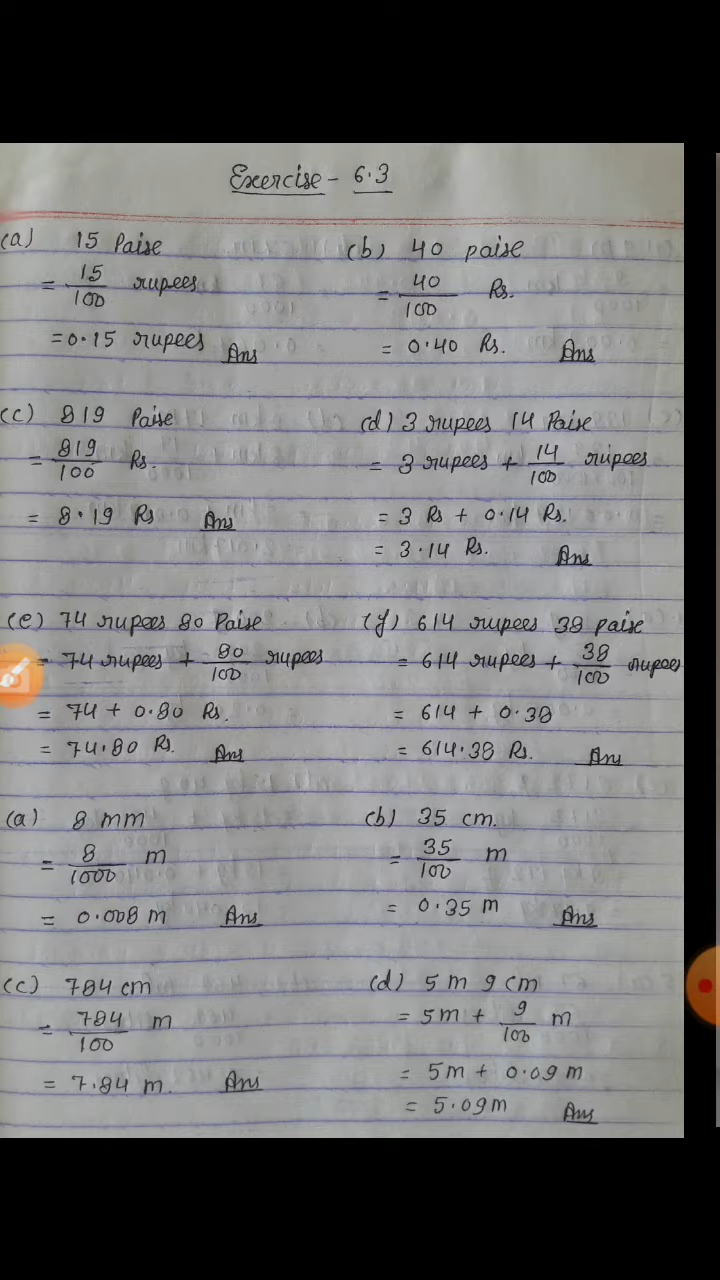 Exercise - 6.3
(a) 15 Paise
= 15/100 rupees
= 0.15 rupees Ans
(b) 40 paise
= 40/100 Rs.
= 0.40 Rs. Ans
(c) 819 Paise
= 819/100 Rs.
= 8.19 Rs Ans
(d) 3 rupees 14 Paise
= 3 rupees + 14/100 rupees
= 3 Rs + 0.14 Rs.
= 3.14 Rs. Ans
(e) 74 rupees 80 Paise
= 74 rupees + 80/100 rupees
= 74 + 0.80 Rs.
= 74.80 Rs. Ans
(f) 614 rupees 38 paise
= 614 rupees + 38/100 rupees
= 614 + 0.38
= 614.38 Rs. Ans
(a) 8 mm
= 8/1000 m
= 0.008 m Ans
(b) 35 cm.
= 35/100 m
= 0.35 m Ans
(c) 784 cm
= 784/100 m
= 7.84 m. Ans
(d) 5 m 9 cm
= 5m + 9/100 m
= 5m + 0.09 m
= 5.09m Ans